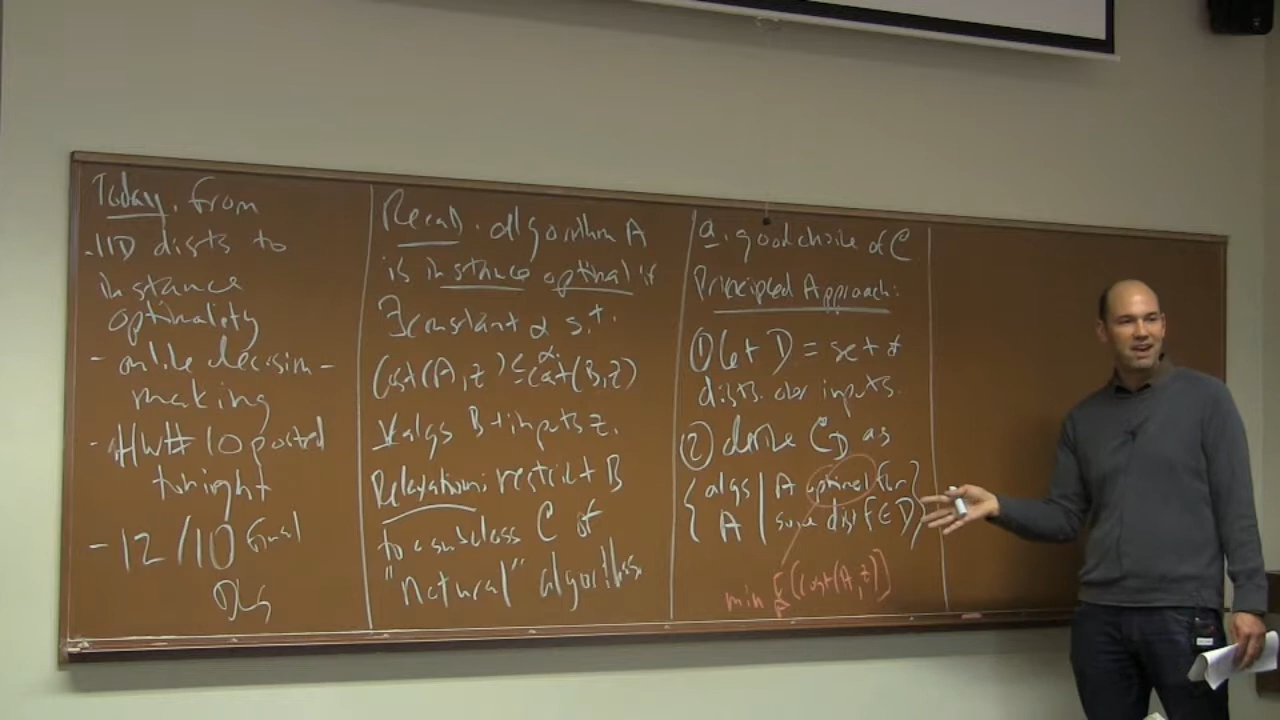 Today. from
IID dists to
instance
optimality
- online decision-
making
- HW# 10 posted
tonight
- 12/10 final
Recall. algorithm A
is instance optimal if
∃ constant α s.t.
Cost(A,z) ≤ α·Cost(B,z)
∀ algs B + inputs z.
Relaxation: restrict B
to a subclass C of
"natural" algorithms.
Q. good choice of C
Principled Approach:
① Let D = set of
dists. over inputs.
② define C_D as
{ algs A | A optimal for some dist F ∈ D }
min E_F[cost(A,z)]